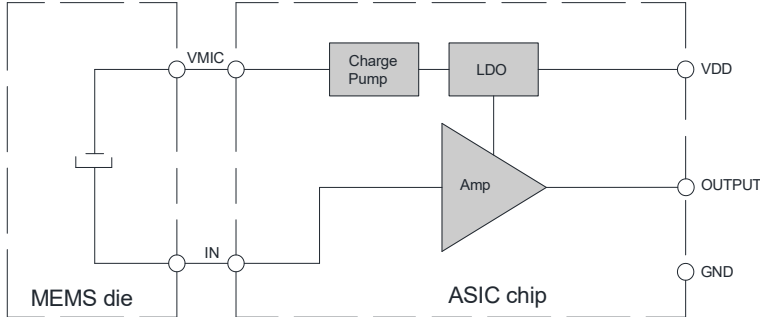 VMIC
Charge
Pump
LDO
VDD
Amp
OUTPUT
IN
GND
MEMS die
ASIC chip